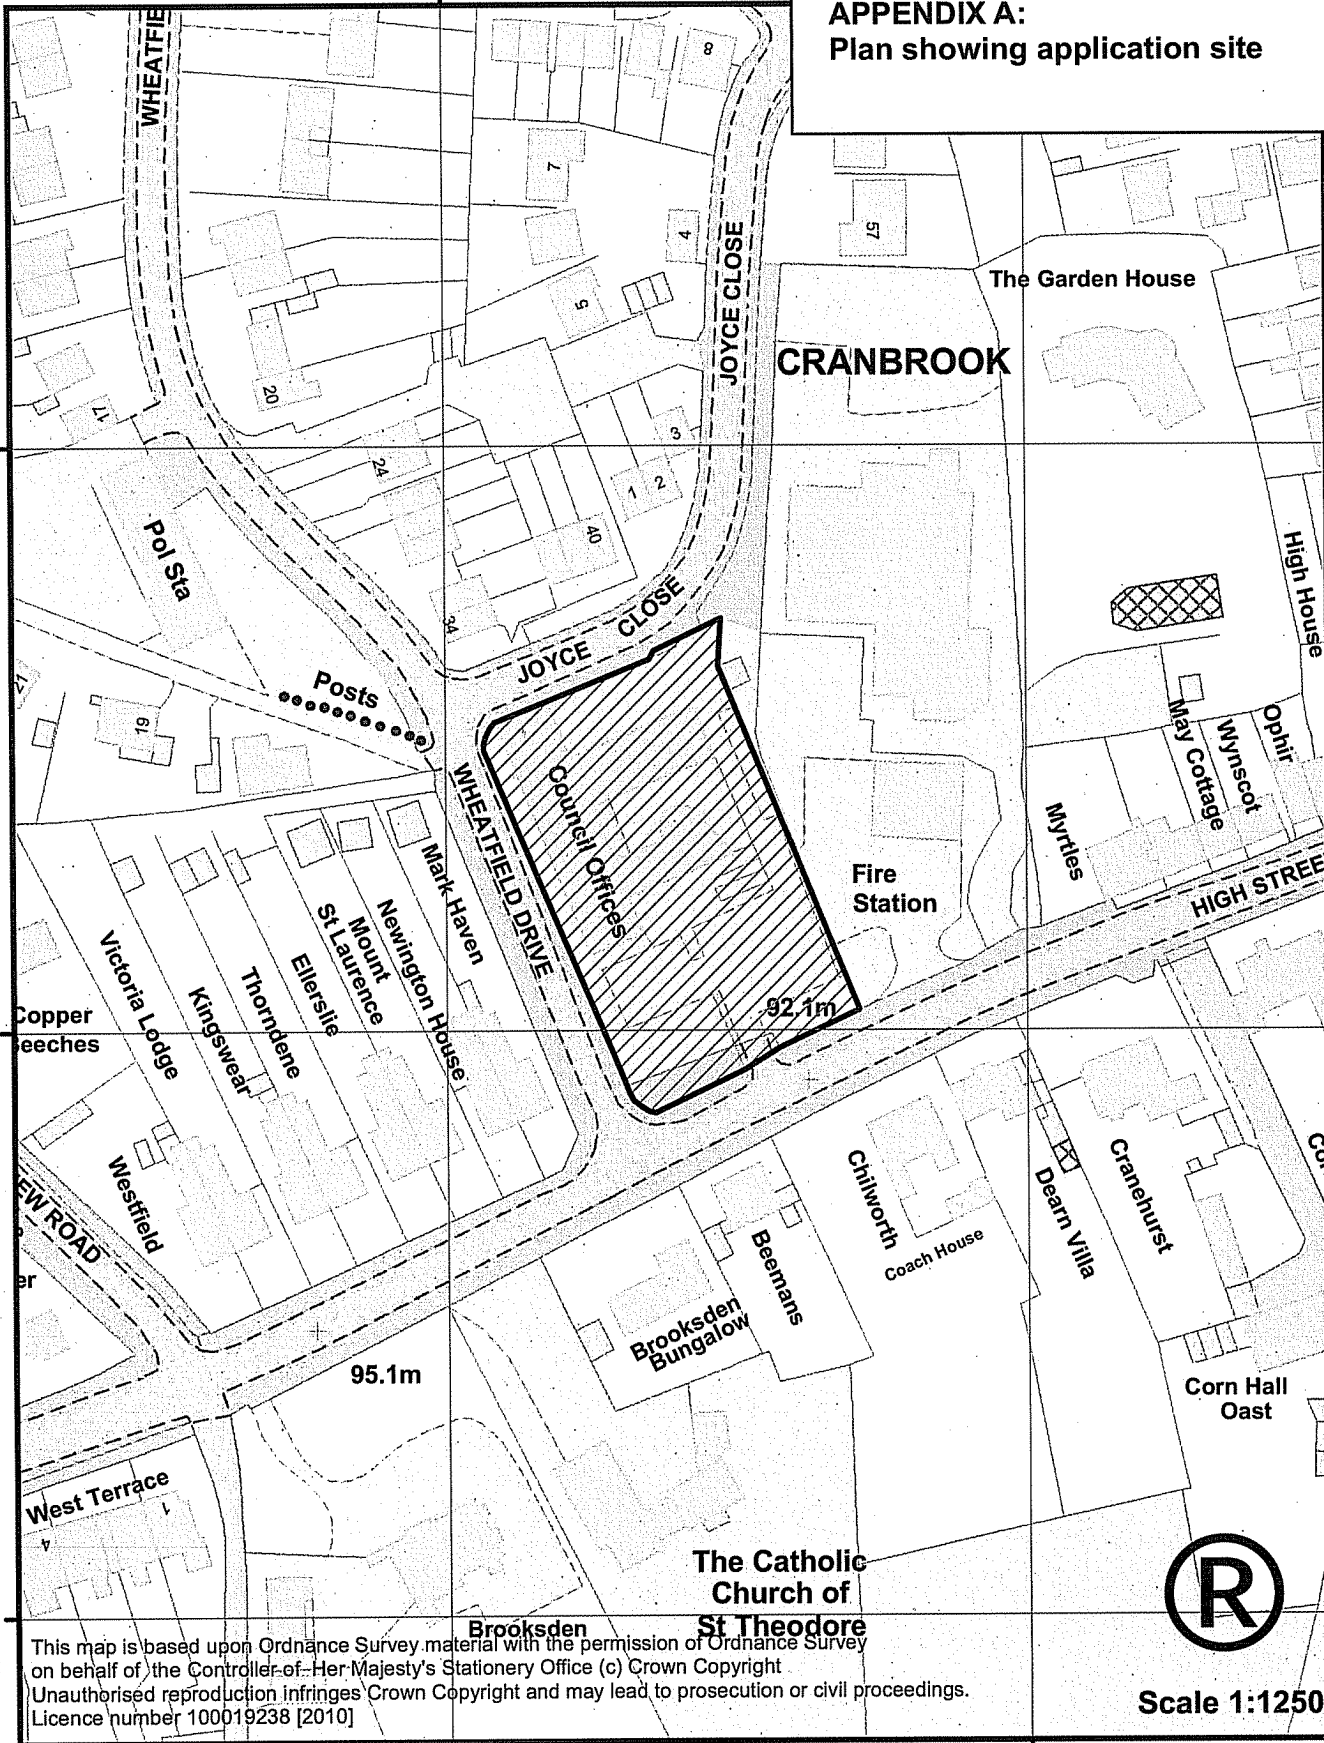 APPENDIX A:
Plan showing application site
WHEATFIE
8
7
4
57
5
JOYCE CLOSE
The Garden House
CRANBROOK
20
17
3
24
1
2
40
Pol Sta
High House
34
JOYCE CLOSE
21
Posts
19
May Cottage
Wynscot
Ophir
Council Offices
WHEATFIELD DRIVE
Myrtles
Mark Haven
Fire
Station
HIGH STREE
Newington House
Mount
St Laurence
Ellerslie
Thorndene
Kingswear
Victoria Lodge
92.1m
Copper
Beeches
Westfield
EW ROAD
er
Chilworth
Coach House
Dearn Villa
Cranehurst
Beemans
Brooksden
Bungalow
95.1m
Corn Hall
Oast
West Terrace
1
4
The Catholic
Church of
St Theodore
Brooksden
R
This map is based upon Ordnance Survey material with the permission of Ordnance Survey
on behalf of the Controller of Her Majesty's Stationery Office (c) Crown Copyright
Unauthorised reproduction infringes Crown Copyright and may lead to prosecution or civil proceedings.
Licence number 100019238 [2010]
Scale 1:1250